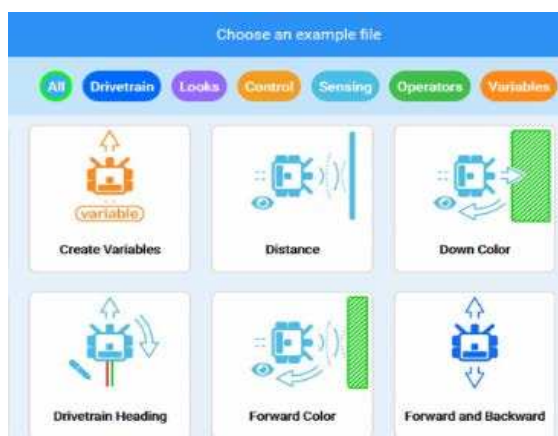 Choose an example file
All Drivetrain Looks Control Sensing Operators Variables
(variable)
Create Variables Distance Down Color
Drivetrain Heading Forward Color Forward and Backward